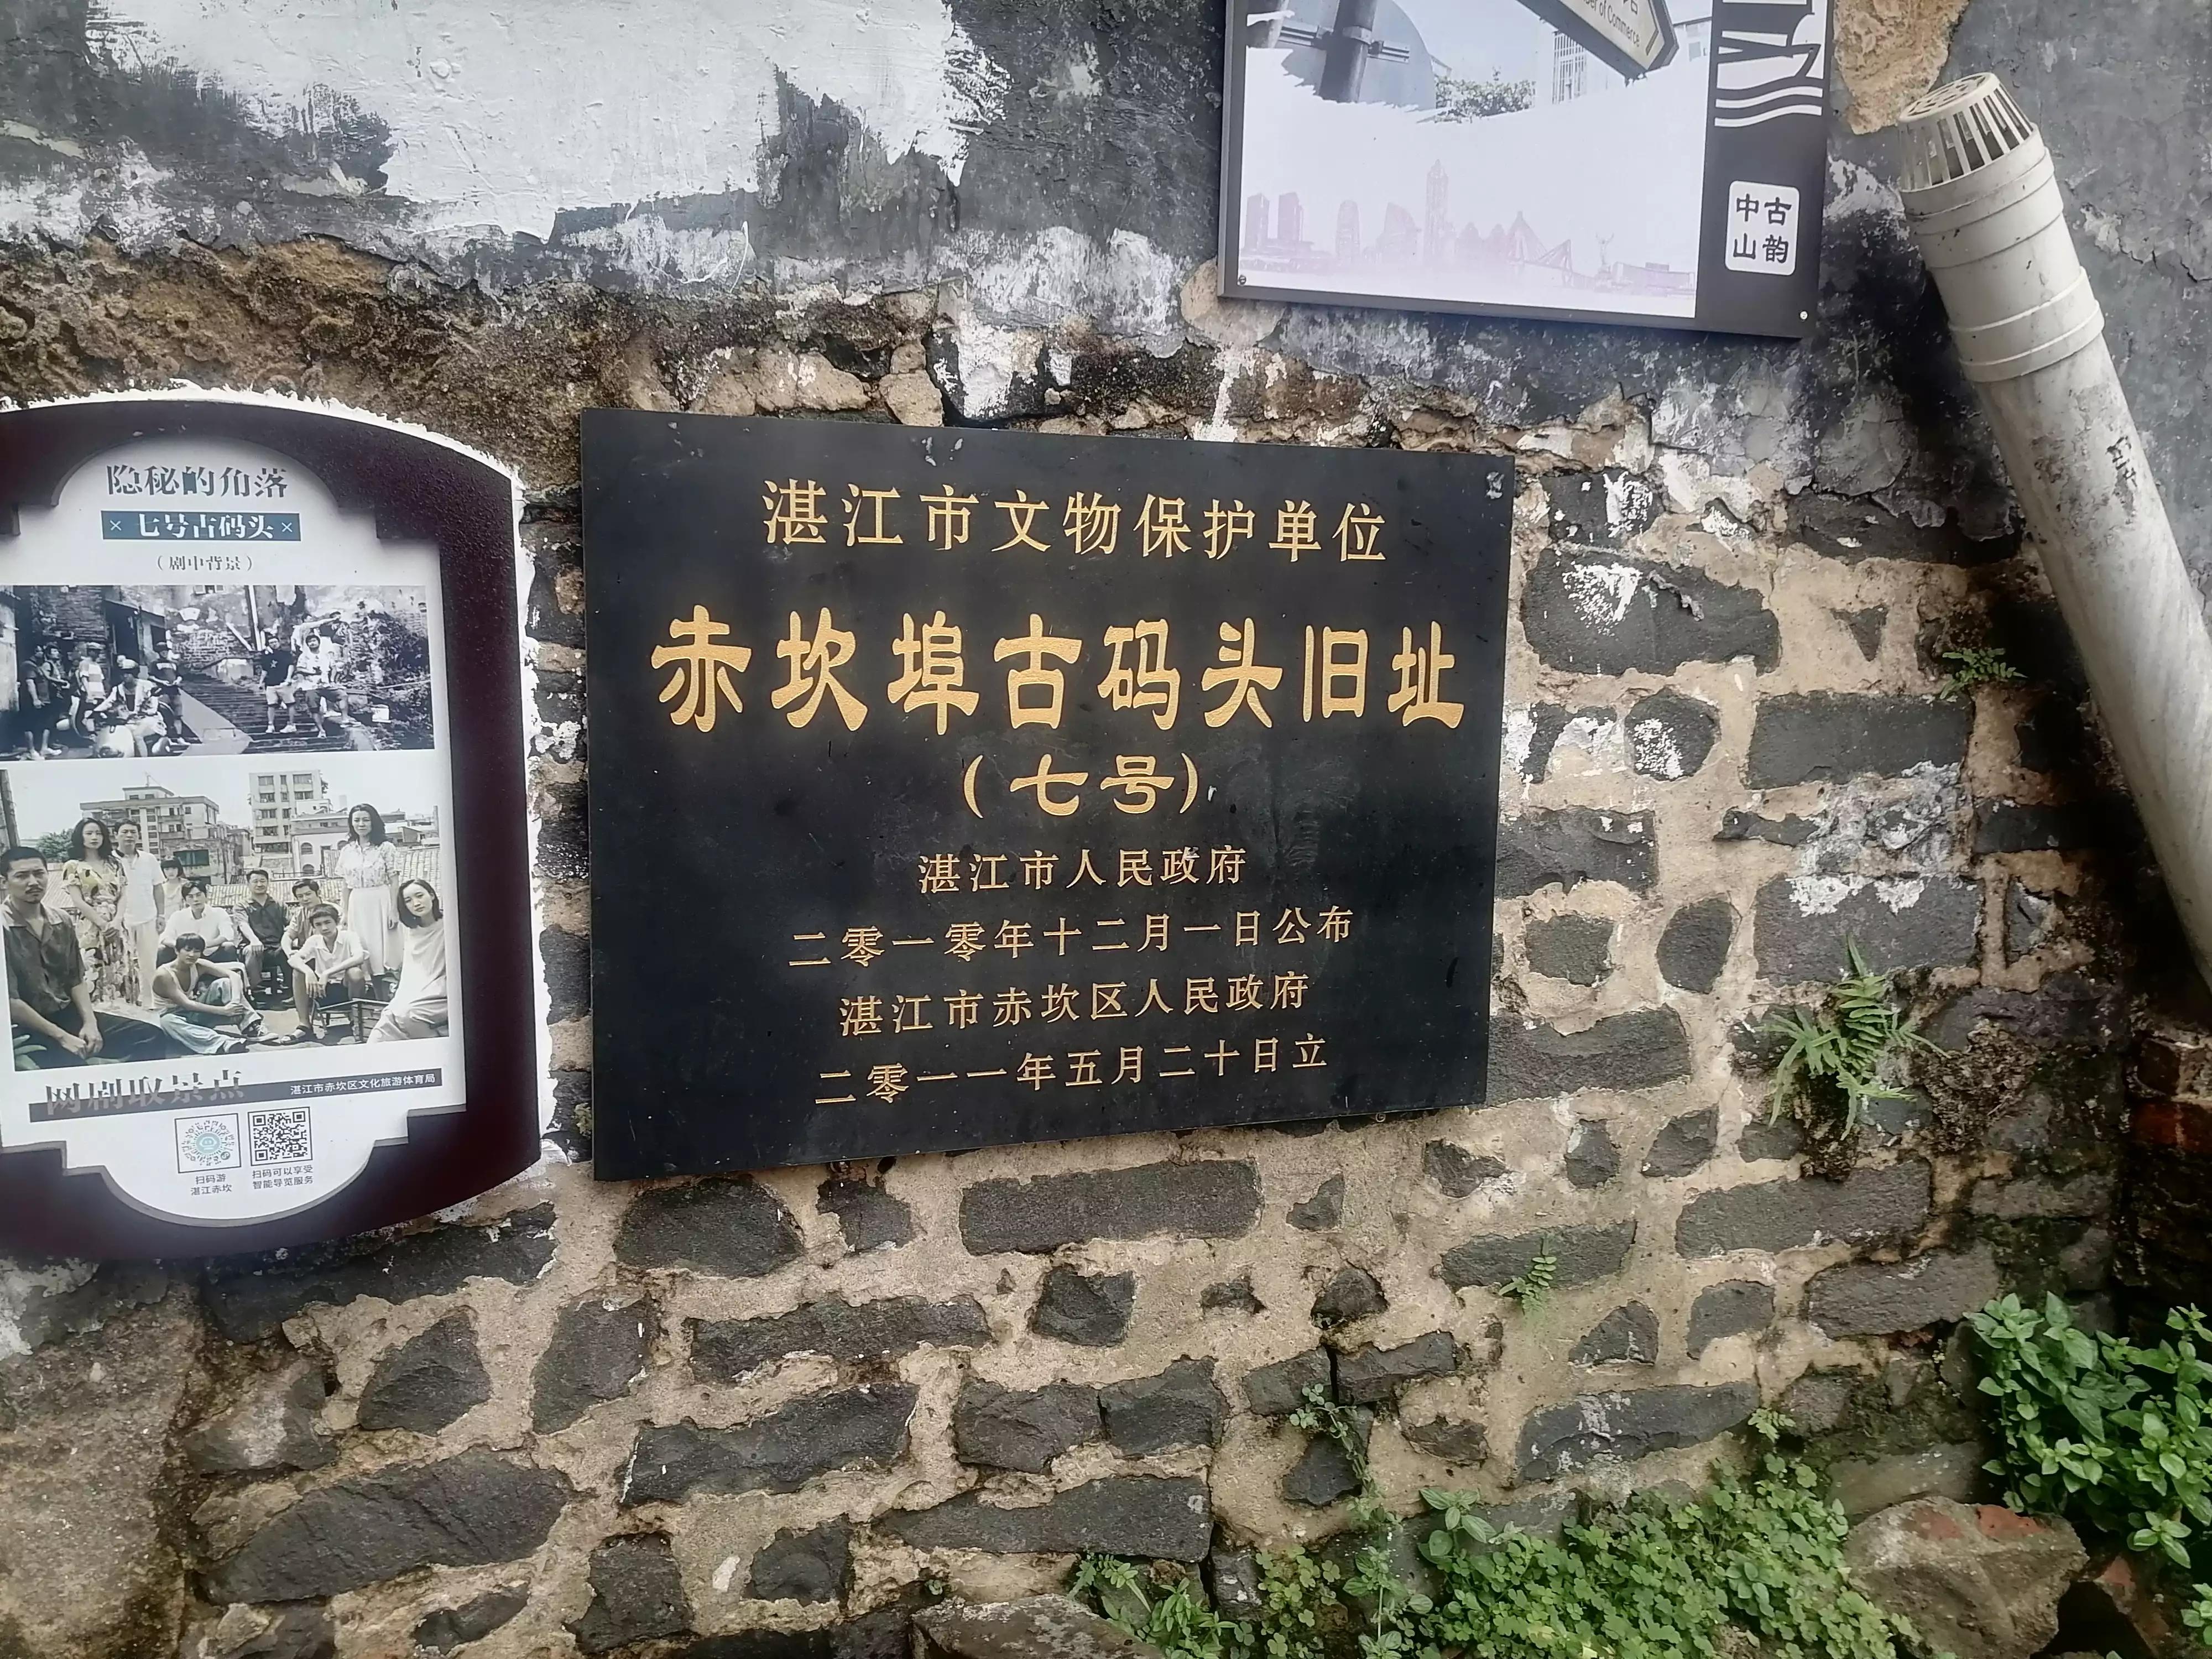 隐秘的角落
×七号古码头×
（剧中背景）
网剧取景点
湛江市赤坎区文化旅游体育局
扫码游
湛江赤坎
扫码可以享受
智能导览服务
湛江市文物保护单位
赤坎埠古码头旧址
（七号）
湛江市人民政府
二零一零年十二月一日公布
湛江市赤坎区人民政府
二零一一年五月二十日立
of Commerce
中古
山韵